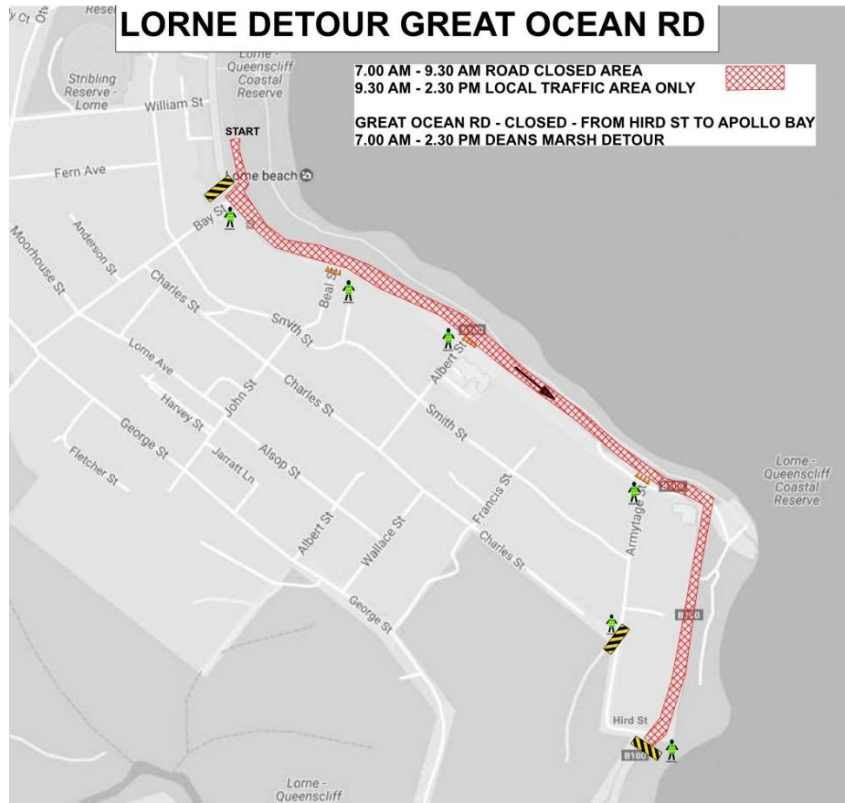 LORNE DETOUR GREAT OCEAN RD
7.00 AM - 9.30 AM ROAD CLOSED AREA
9.30 AM - 2.30 PM LOCAL TRAFFIC AREA ONLY
GREAT OCEAN RD - CLOSED - FROM HIRD ST TO APOLLO BAY
7.00 AM - 2.30 PM DEANS MARSH DETOUR
Lorne -
Queenscliff
Coastal
Reserve
Stribling
Reserve -
Lorne
William St
START
Fern Ave
Lorne beach
Bay St
Anderson St
Moorhouse St
Charles St
Beal St
Smith St
Lorne Ave
Albert St
John St
Charles St
Harvey St
Smith St
George St
Alsop St
Jarratt Ln
Fletcher St
Francis St
Lorne -
Queenscliff
Coastal
Reserve
Armytage St
Albert St
Wallace St
Charles St
George St
B100
Hird St
B100
Lorne -
Queenscliff